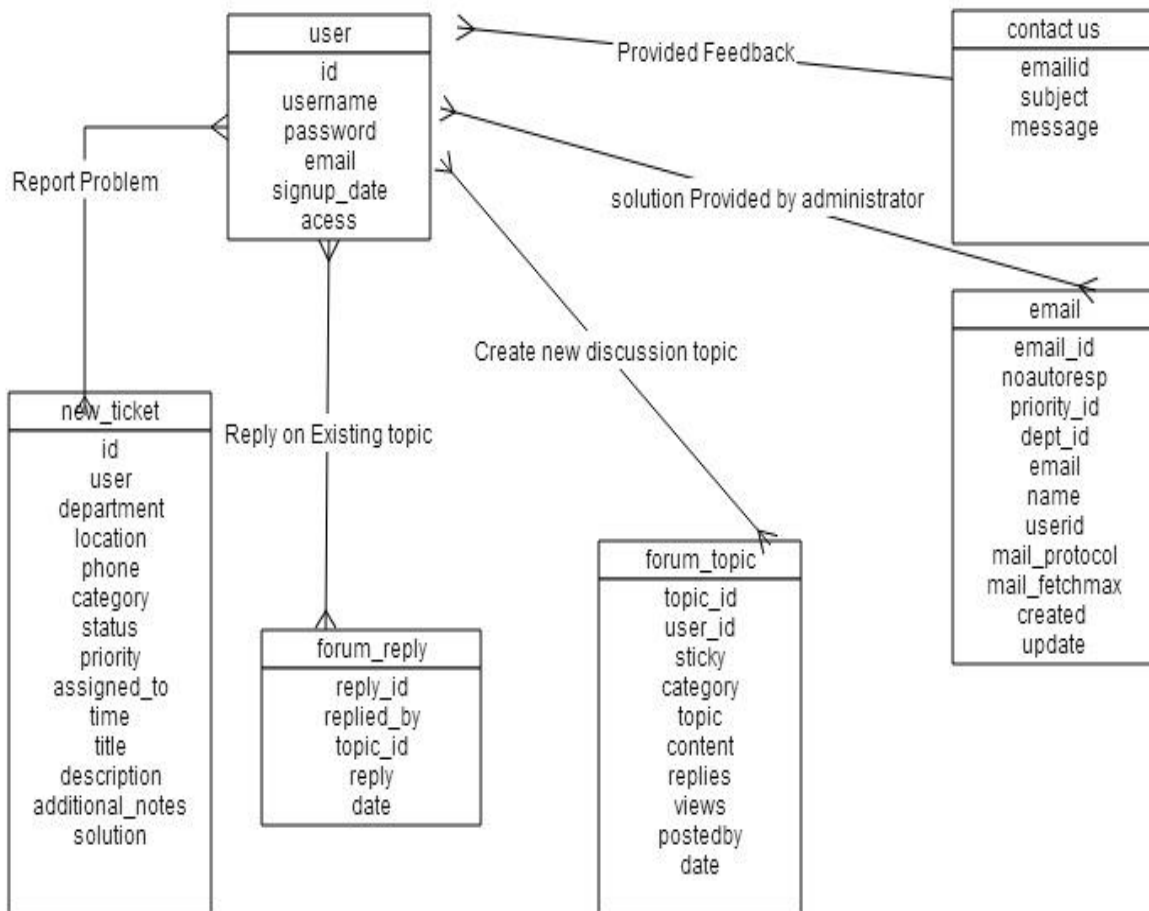 user
id
username
password
email
signup_date
acess
Provided Feedback
contact us
emailid
subject
message
Report Problem
solution Provided by administrator
email
email_id
noautoresp
priority_id
dept_id
email
name
userid
mail_protocol
mail_fetchmax
created
update
Create new discussion topic
new_ticket
id
user
department
location
phone
category
status
priority
assigned_to
time
title
description
additional_notes
solution
Reply on Existing topic
forum_reply
reply_id
replied_by
topic_id
reply
date
forum_topic
topic_id
user_id
sticky
category
topic
content
replies
views
postedby
date